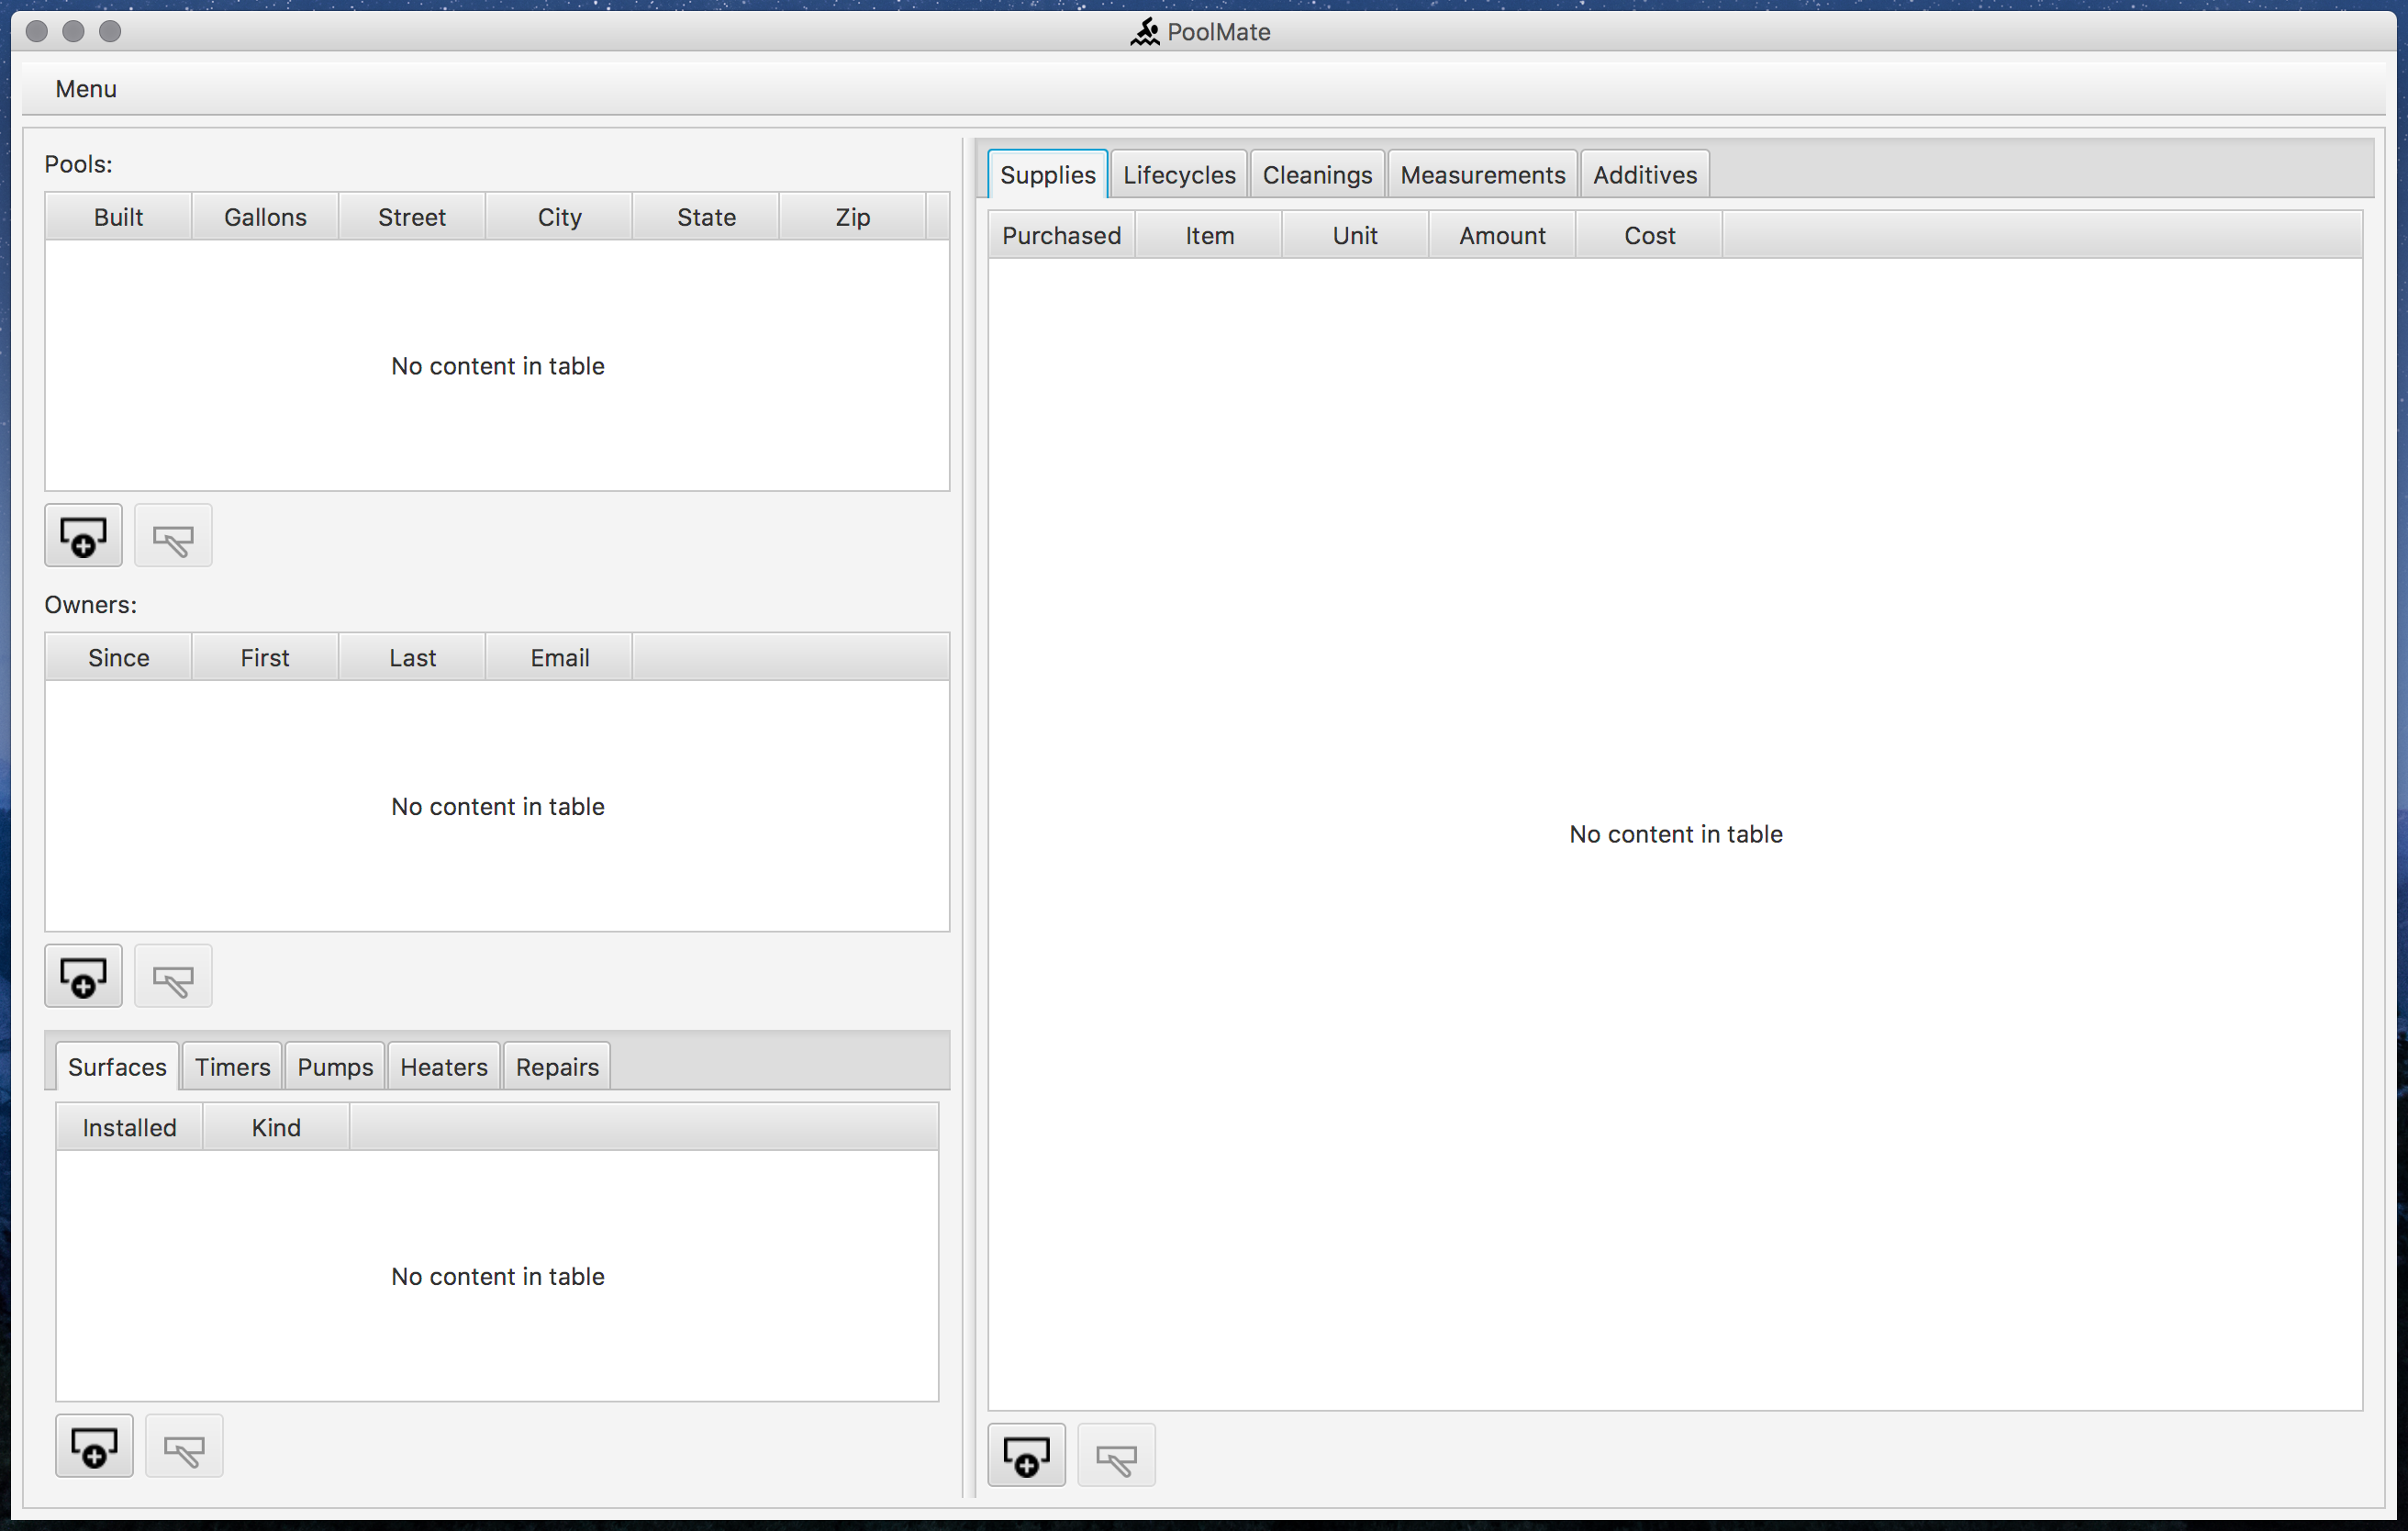 PoolMate
Menu
Pools:
Built Gallons Street City State Zip
No content in table
Owners:
Since First Last Email
No content in table
Surfaces Timers Pumps Heaters Repairs
Installed Kind
No content in table
Supplies Lifecycles Cleanings Measurements Additives
Purchased Item Unit Amount Cost
No content in table